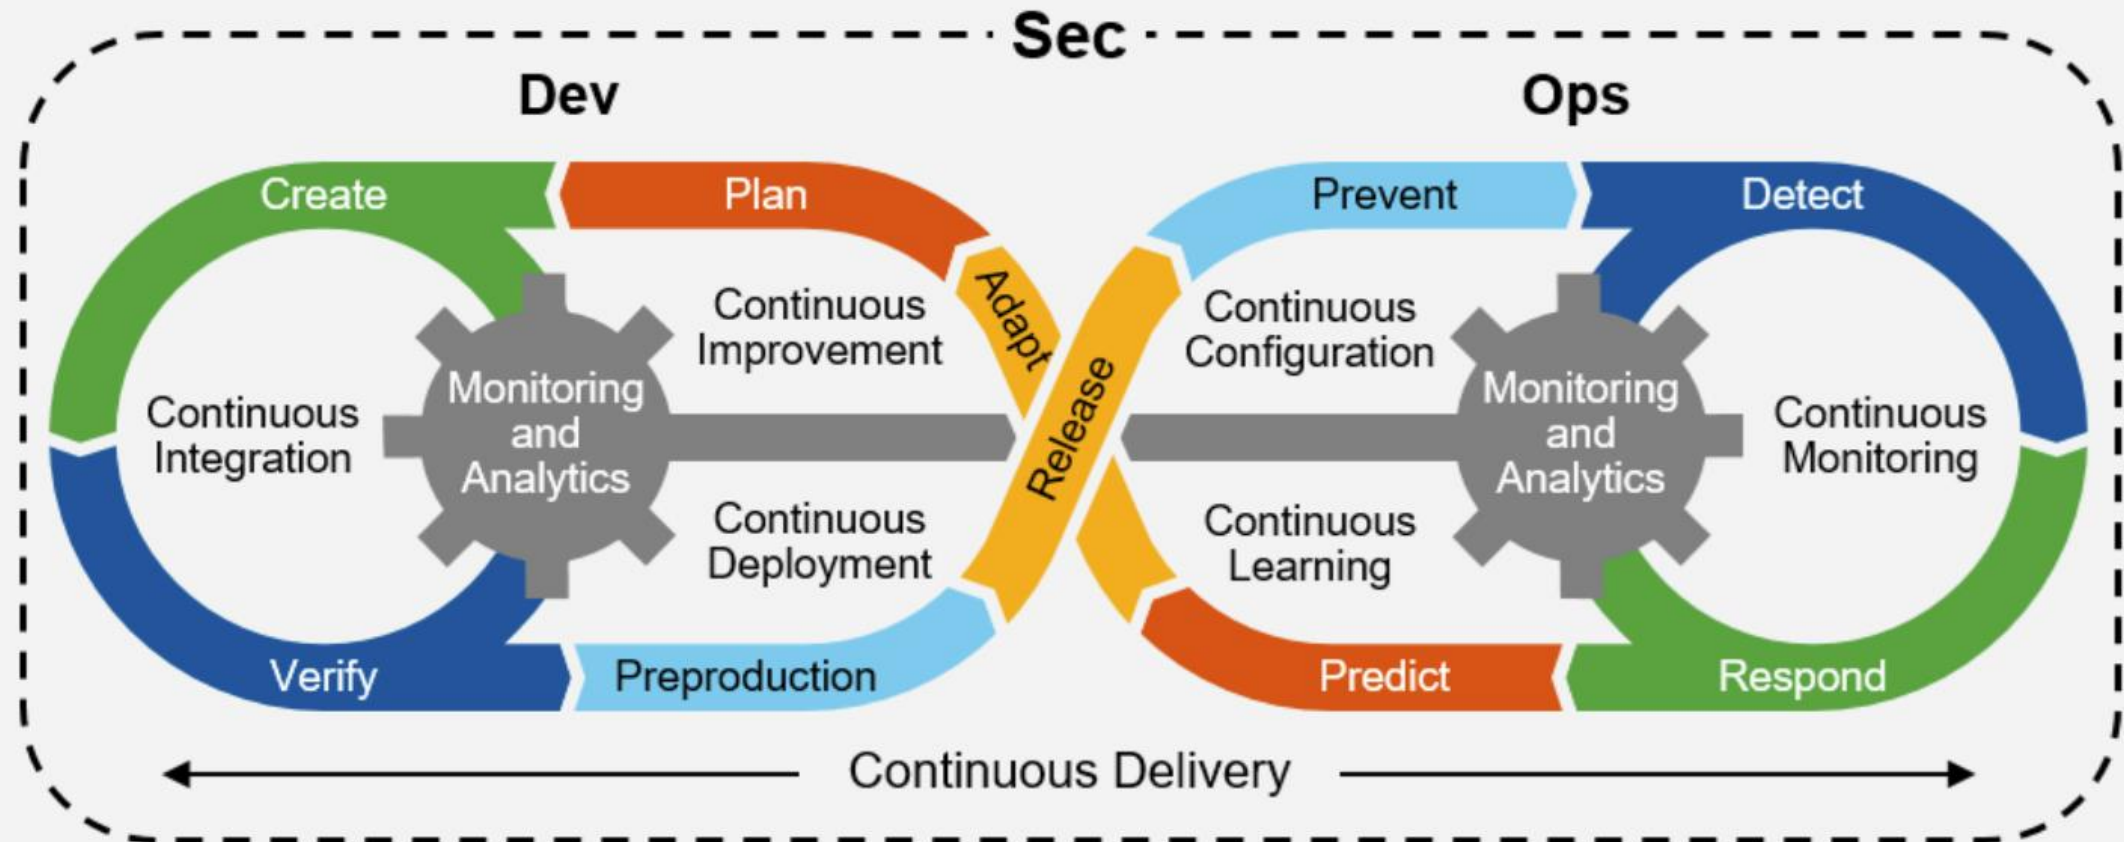 Sec
Dev
Ops
Create
Plan
Prevent
Detect
Adapt
Release
Continuous
Improvement
Continuous
Configuration
Continuous
Integration
Monitoring
and
Analytics
Monitoring
and
Analytics
Continuous
Monitoring
Continuous
Deployment
Continuous
Learning
Verify
Preproduction
Predict
Respond
Continuous Delivery